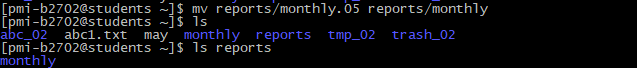 [pmi-b2702@students ~]$ mv reports/monthly.05 reports/monthly
[pmi-b2702@students ~]$ ls
abc_02  abc1.txt  may  monthly  reports  tmp_02  trash_02
[pmi-b2702@students ~]$ ls reports
monthly